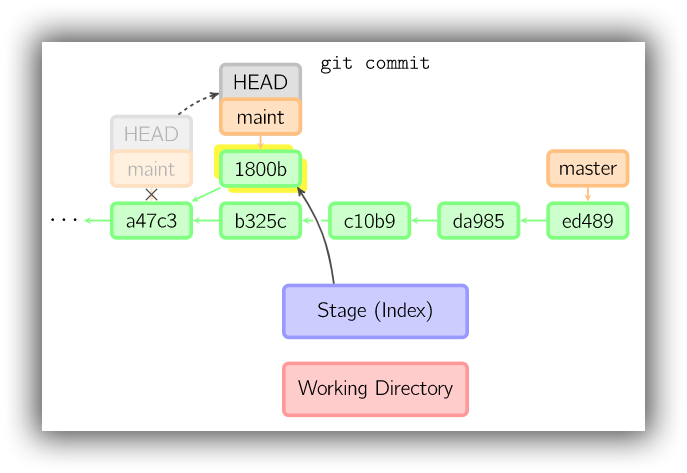 git commit
HEAD
maint
HEAD
maint
1800b
master
...
a47c3
b325c
c10b9
da985
ed489
Stage (Index)
Working Directory